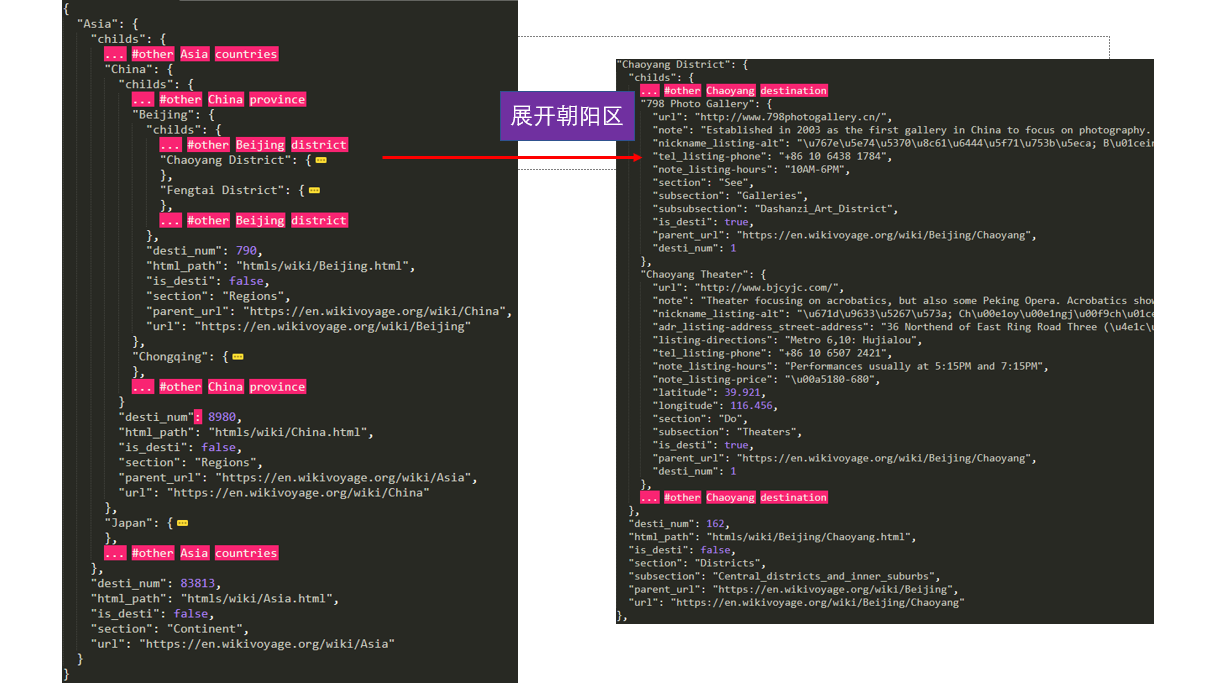 {
"Asia": {
"childs": {
... #other Asia countries
"China": {
"childs": {
... #other China province
"Beijing": {
"childs": {
... #other Beijing district
"Chaoyang District": {
},
"Fengtai District": {
},
... #other Beijing district
},
"desti_num": 790,
"html_path": "htmls/wiki/Beijing.html",
"is_desti": false,
"section": "Regions",
"parent_url": "https://en.wikivoyage.org/wiki/China",
"url": "https://en.wikivoyage.org/wiki/Beijing"
},
"Chongqing": {
},
... #other China province
}
"desti_num": 8980,
"html_path": "htmls/wiki/China.html",
"is_desti": false,
"section": "Regions",
"parent_url": "https://en.wikivoyage.org/wiki/Asia",
"url": "https://en.wikivoyage.org/wiki/China"
},
"Japan": {
},
... #other Asia countries
},
"desti_num": 83813,
"html_path": "htmls/wiki/Asia.html",
"is_desti": false,
"section": "Continent",
"url": "https://en.wikivoyage.org/wiki/Asia"
}
}
展开朝阳区
"Chaoyang District": {
"childs": {
... #other Chaoyang destination
"798 Photo Gallery": {
"url": "http://www.798photogallery.cn/",
"note": "Established in 2003 as the first gallery in China to focus on photography.
"nickname_listing-alt": "\u767e\u5e74\u5370\u8c61\u6444\u5f71\u753b\u5eca; B\u01cein
"tel_listing-phone": "+86 10 6438 1784",
"note_listing-hours": "10AM-6PM",
"section": "See",
"subsection": "Galleries",
"subsubsection": "Dashanzi_Art_District",
"is_desti": true,
"parent_url": "https://en.wikivoyage.org/wiki/Beijing/Chaoyang",
"desti_num": 1
},
"Chaoyang Theater": {
"url": "http://www.bjcyjc.com/",
"note": "Theater focusing on acrobatics, but also some Peking Opera. Acrobatics show
"nickname_listing-alt": "\u671d\u9633\u5267\u573a; Ch\u00e1oy\u00e1ngj\u00f9ch\u01ce
"adr_listing-address_street-address": "36 Northend of East Ring Road Three (\u4e1c\u
"listing-directions": "Metro 6,10: Hujialou",
"tel_listing-phone": "+86 10 6507 2421",
"note_listing-hours": "Performances usually at 5:15PM and 7:15PM",
"note_listing-price": "\u00a5180-680",
"latitude": 39.921,
"longitude": 116.456,
"section": "Do",
"subsection": "Theaters",
"is_desti": true,
"parent_url": "https://en.wikivoyage.org/wiki/Beijing/Chaoyang",
"desti_num": 1
},
... #other Chaoyang destination
},
"desti_num": 162,
"html_path": "htmls/wiki/Beijing/Chaoyang.html",
"is_desti": false,
"section": "Districts",
"subsection": "Central_districts_and_inner_suburbs",
"parent_url": "https://en.wikivoyage.org/wiki/Beijing",
"url": "https://en.wikivoyage.org/wiki/Beijing/Chaoyang"
},